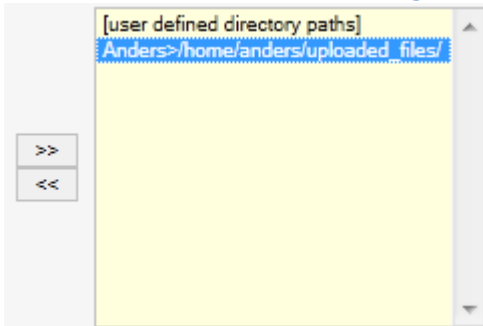 [user defined directory paths]
Anders>/home/anders/uploaded_files/
>>
<<